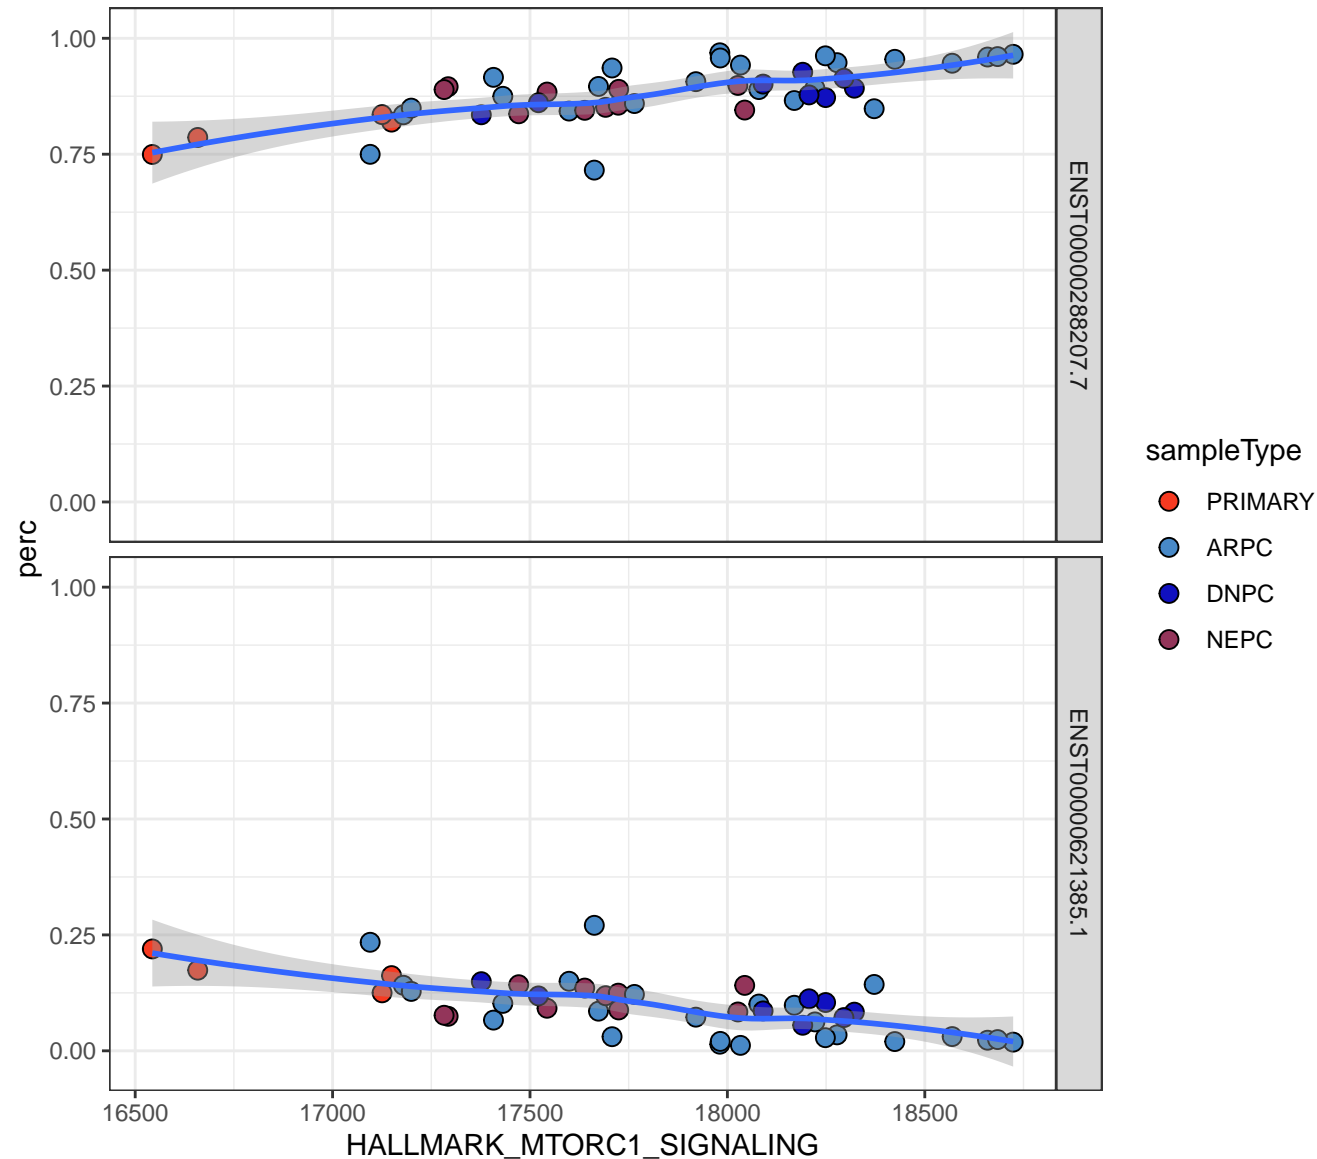 1.00
0.75
0.50
0.25
0.00
ENST00000288207.7
perc
1.00
0.75
0.50
0.25
0.00
ENST00000621385.1
16500 17000 17500 18000 18500
HALLMARK_MTORC1_SIGNALING
sampleType
PRIMARY
ARPC
DNPC
NEPC